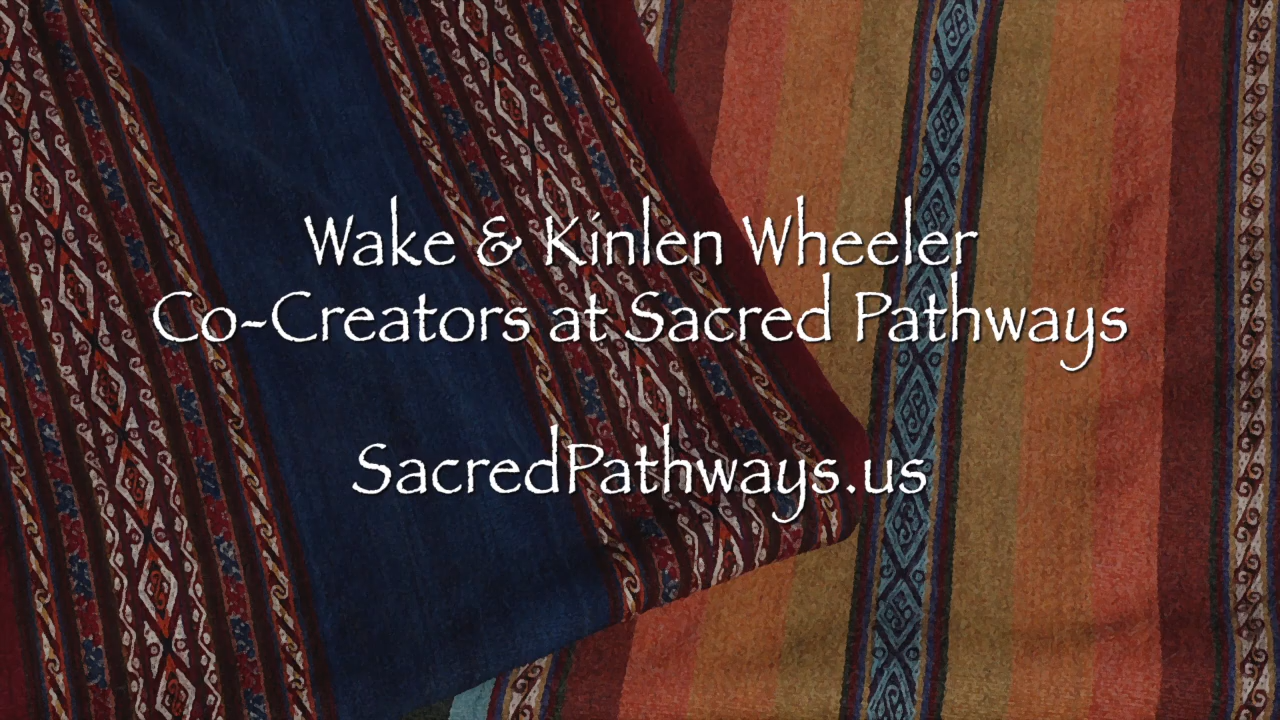 Wake & Kinlen Wheeler
Co-Creators at Sacred Pathways
SacredPathways.us